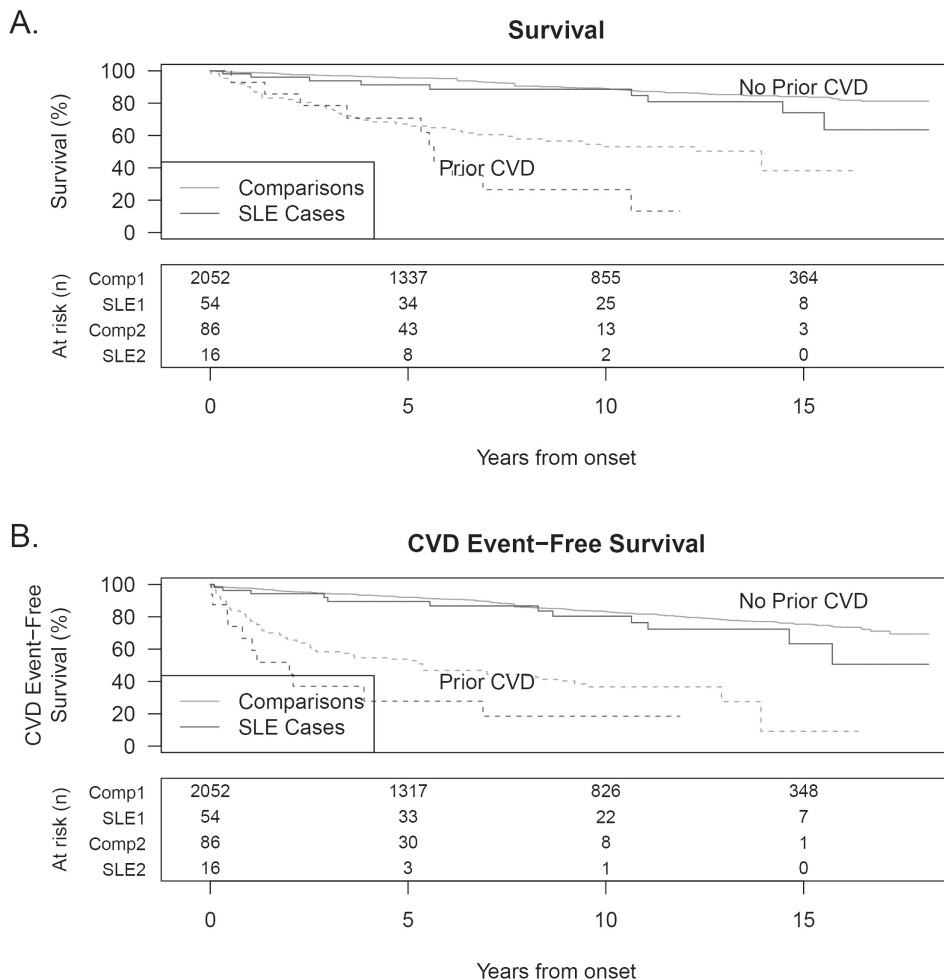 A.
Survival
Survival (%)
100
80
60
40
20
0
No Prior CVD
Prior CVD
Comparisons
SLE Cases
At risk (n)
Comp1 2052 1337 855 364
SLE1 54 34 25 8
Comp2 86 43 13 3
SLE2 16 8 2 0
0 5 10 15
Years from onset
B.
CVD Event−Free Survival
CVD Event−Free
Survival (%)
100
80
60
40
20
0
No Prior CVD
Prior CVD
Comparisons
SLE Cases
At risk (n)
Comp1 2052 1317 826 348
SLE1 54 33 22 7
Comp2 86 30 8 1
SLE2 16 3 1 0
0 5 10 15
Years from onset